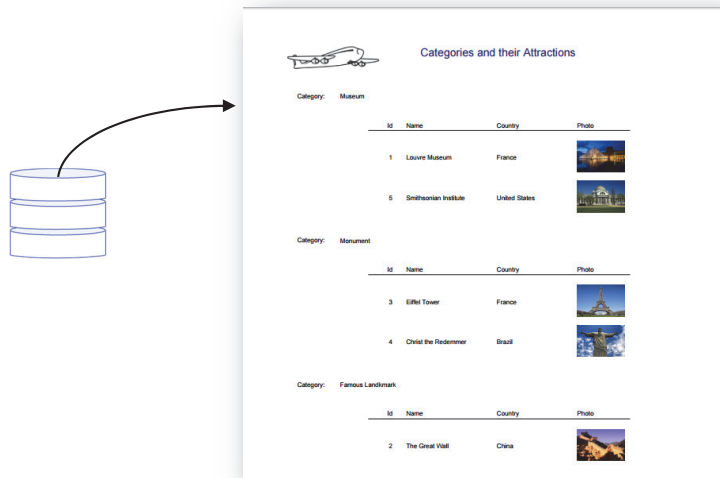 Categories and their Attractions
Category: Museum
Id Name Country Photo
1 Louvre Museum France
5 Smithsonian Institute United States
Category: Monument
Id Name Country Photo
3 Eiffel Tower France
4 Christ the Redemmer Brazil
Category: Famous Landkmark
Id Name Country Photo
2 The Great Wall China